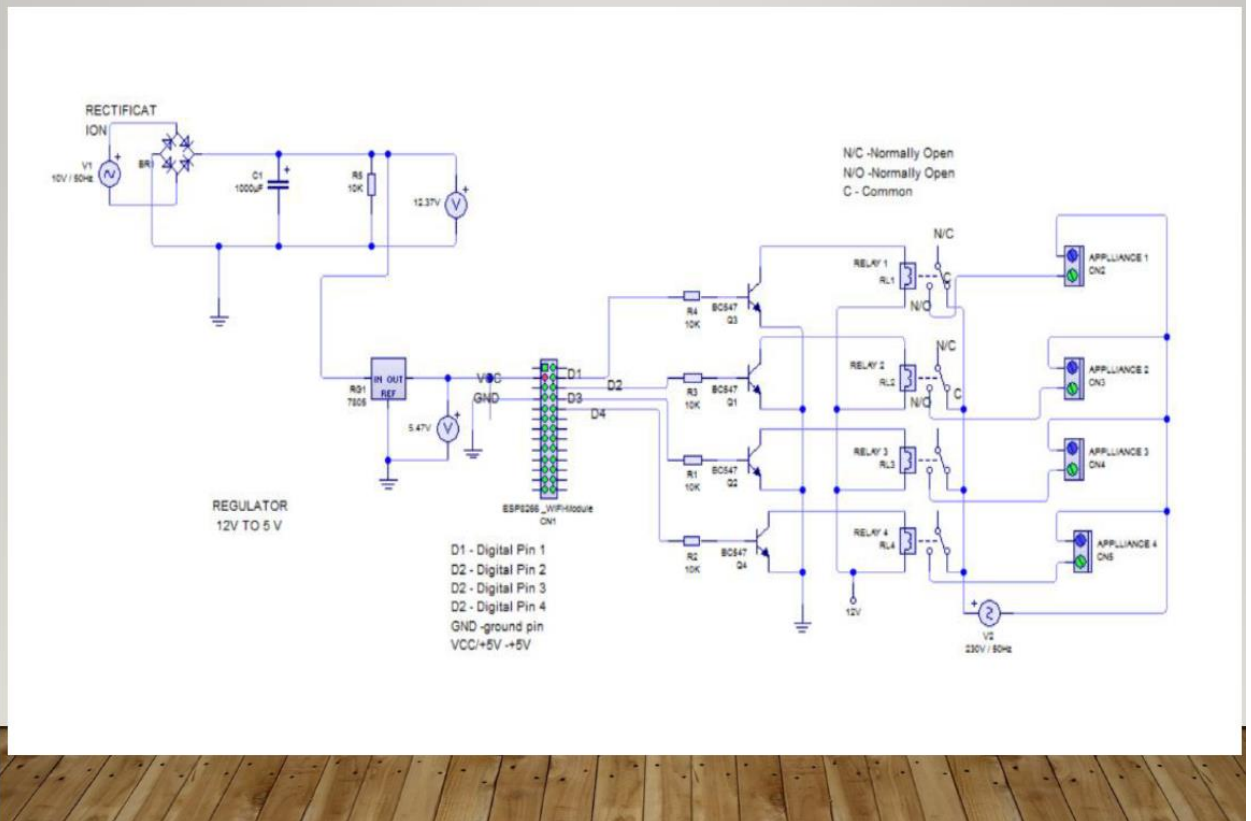 RECTIFICAT
ION
V1
10V / 50Hz
BR1
C1
1000µF
R5
10K
12.37V
N/C -Normally Open
N/O -Normally Open
C - Common
RG1
7805
IN OUT
REF
5.47V
VCC
GND
D1
D2
D3
D4
ESP8266 _WIFI-Module
CN1
REGULATOR
12V TO 5 V
D1 - Digital Pin 1
D2 - Digital Pin 2
D2 - Digital Pin 3
D2 - Digital Pin 4
GND -ground pin
VCC/+5V -+5V
R4
10K
BC547
Q3
R3
10K
BC547
Q1
R1
10K
BC547
Q2
R2
10K
BC547
Q4
RELAY 1
RL1
N/C
C
N/O
RELAY 2
RL2
N/C
C
N/O
RELAY 3
RL3
RELAY 4
RL4
12V
V2
230V / 50Hz
APPLLIANCE 1
CN2
APPLLIANCE 2
CN3
APPLLIANCE 3
CN4
APPLLIANCE 4
CN5